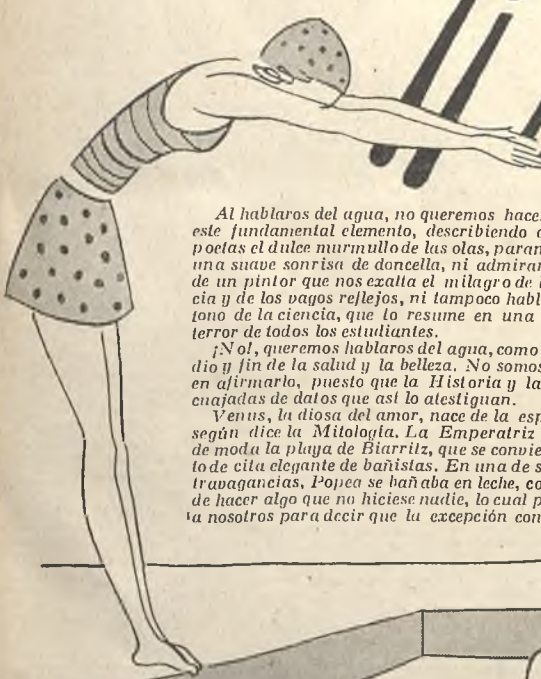 Al hablaros del agua, no queremos hace
este fundamental elemento, describiendo
poetas el dulce murmullo de las olas, paran
una suave sonrisa de doncella, ni admirar
de un pintor que nos exalta el milagro de
cia y de los vagos reflejos, ni tampoco habl
tono de la ciencia, que lo resume en una
terror de todos los estudiantes.
¡No!, queremos hablaros del agua, como
dio y fin de la salud y la belleza. No somos
en afirmarlo, puesto que la Historia y la
cuajadas de datos que así lo atestiguan.
Venus, la diosa del amor, nace de la esp
según dice la Mitología. La Emperatriz
de moda la playa de Biarritz, que se convie
to de cita elegante de bañistas. En una de s
travagancias, Popea se bañaba en leche, co
de hacer algo que no hiciese nadie, lo cual p
a nosotros para decir que la excepción con